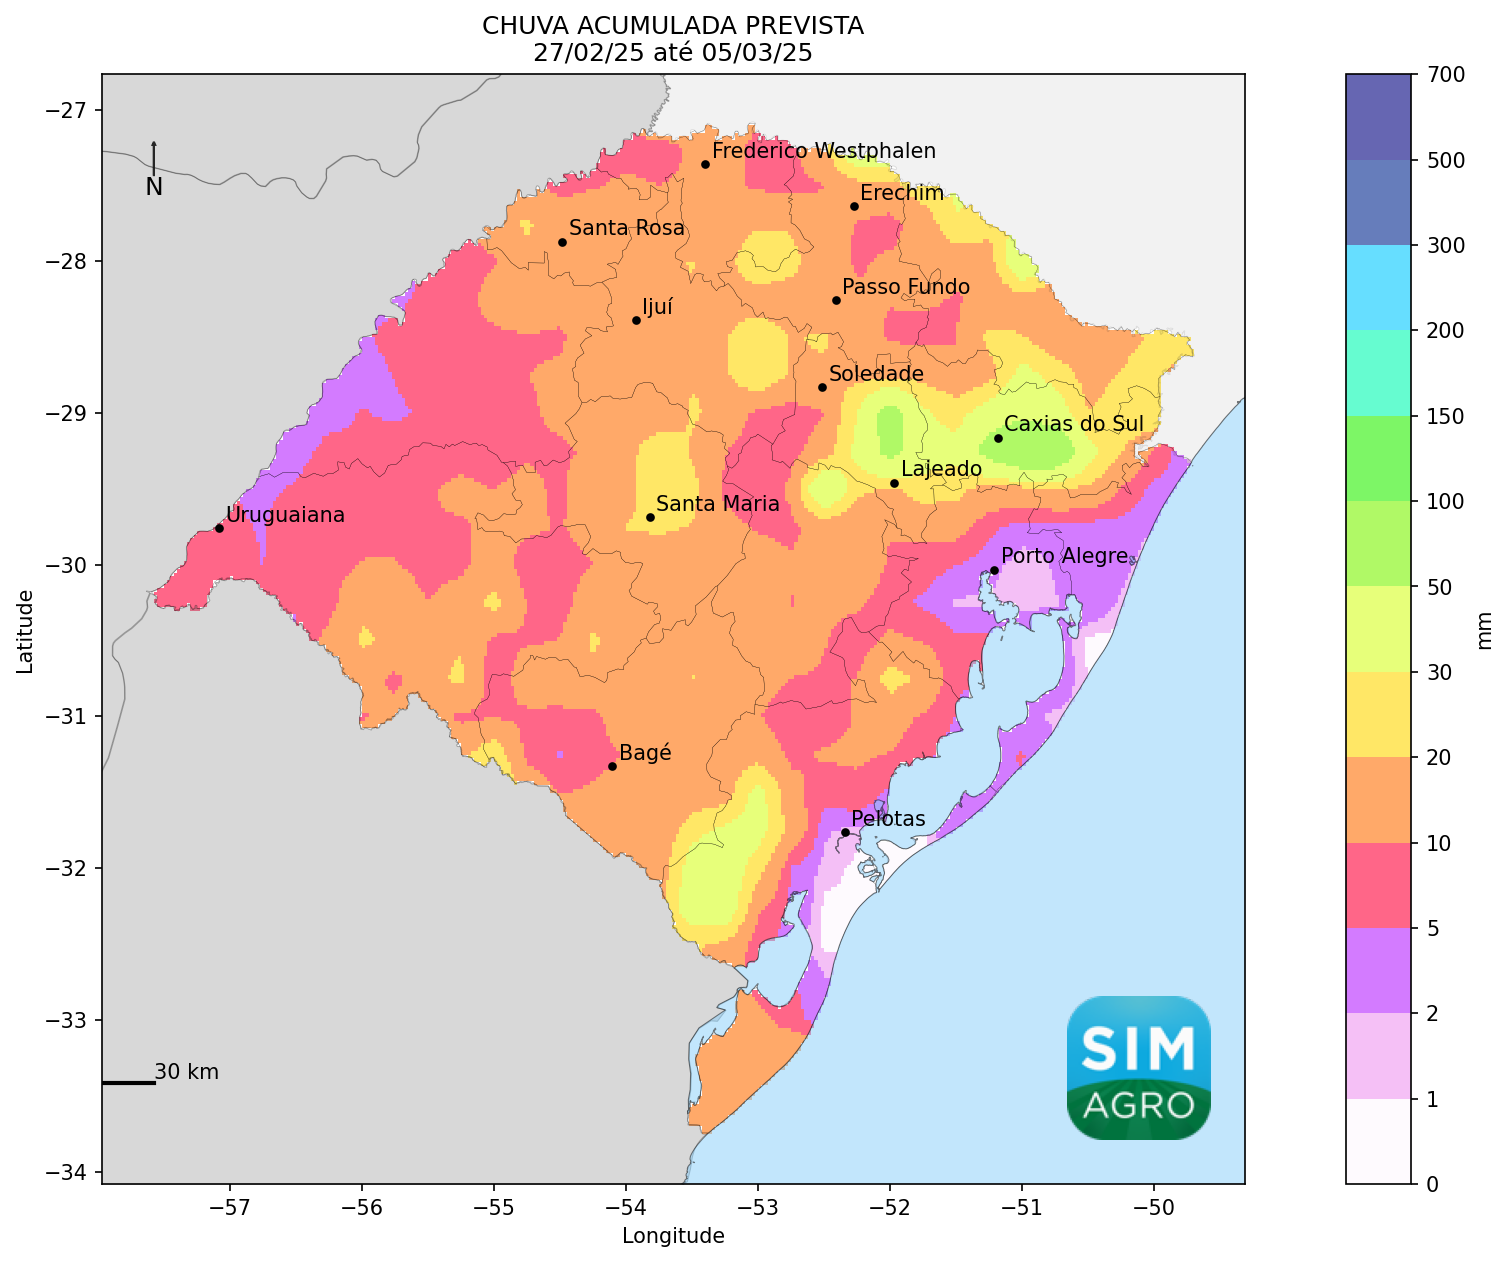 CHUVA ACUMULADA PREVISTA
27/02/25 até 05/03/25
−27
−28
−29
−30
−31
−32
−33
−34
Latitude
N
Frederico Westphalen
Erechim
Santa Rosa
Passo Fundo
Ijuí
Soledade
Caxias do Sul
Lajeado
Santa Maria
Uruguaiana
Porto Alegre
Bagé
Pelotas
30 km
SIM
AGRO
−57
−56
−55
−54
−53
−52
−51
−50
Longitude
700
500
300
200
150
100
50
30
20
10
5
2
1
0
mm